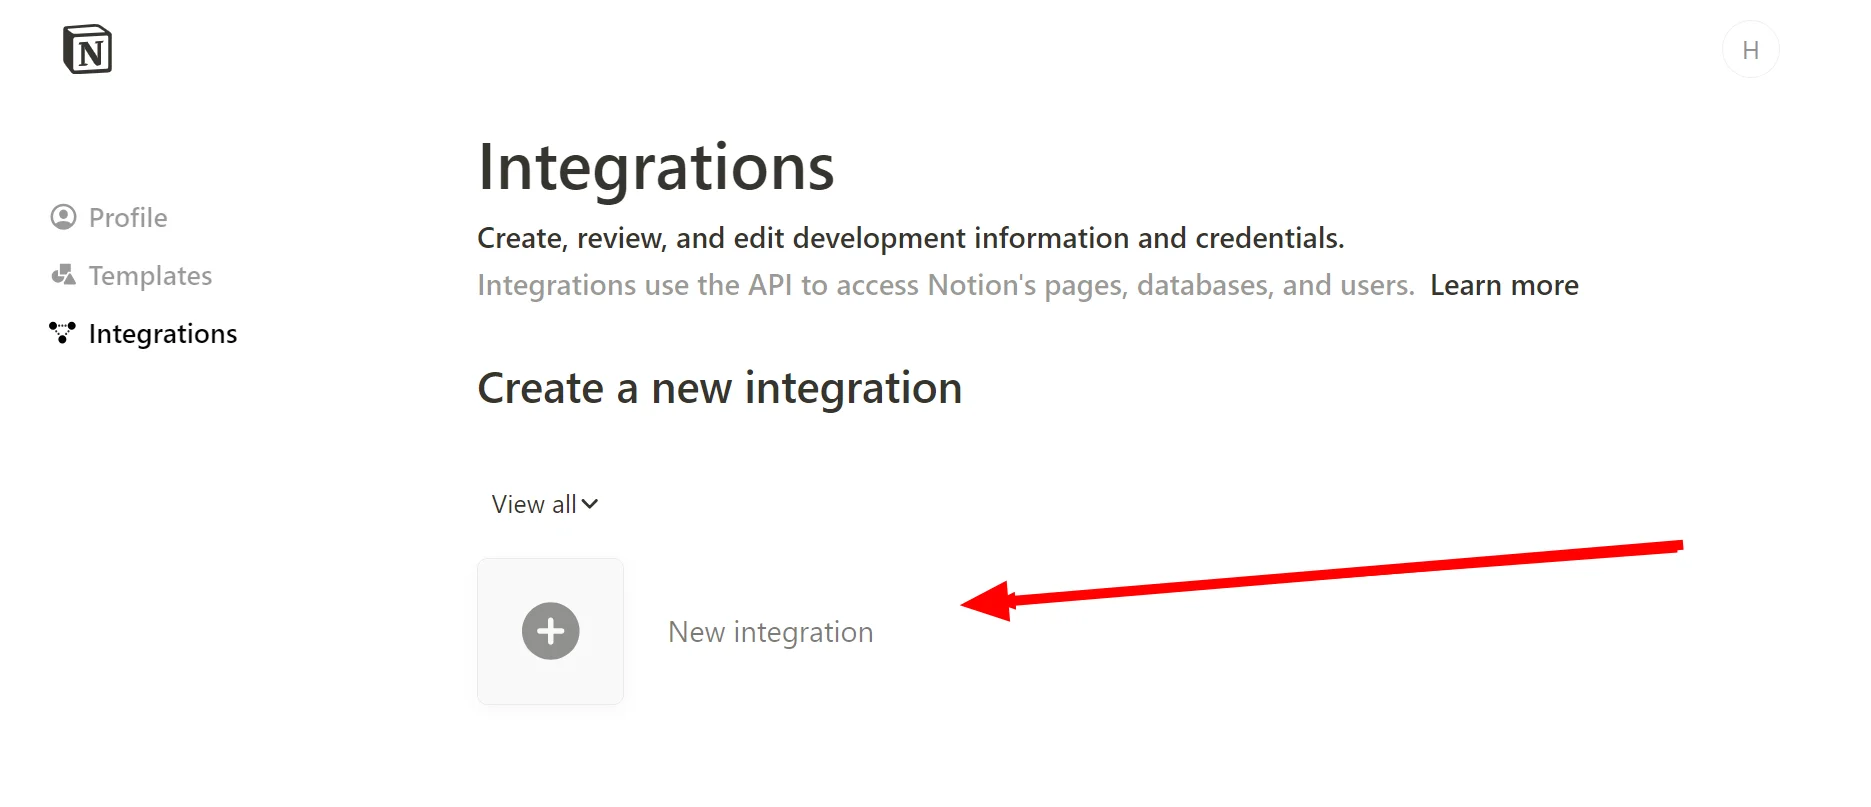 N
H
Profile
Templates
Integrations
Integrations
Create, review, and edit development information and credentials.
Integrations use the API to access Notion's pages, databases, and users. Learn more
Create a new integration
View all
New integration